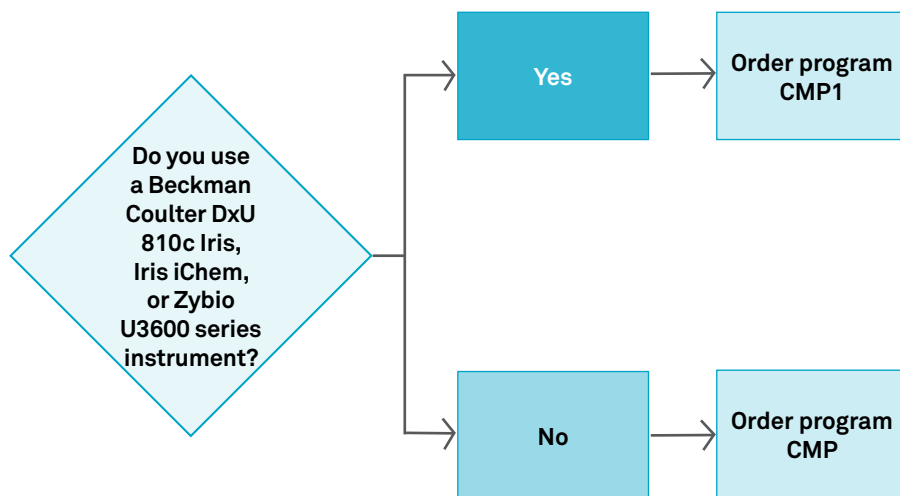 Do you use
a Beckman
Coulter DxU
810c Iris,
Iris iChem,
or Zybio
U3600 series
instrument?
Yes
Order program
CMP1
No
Order program
CMP